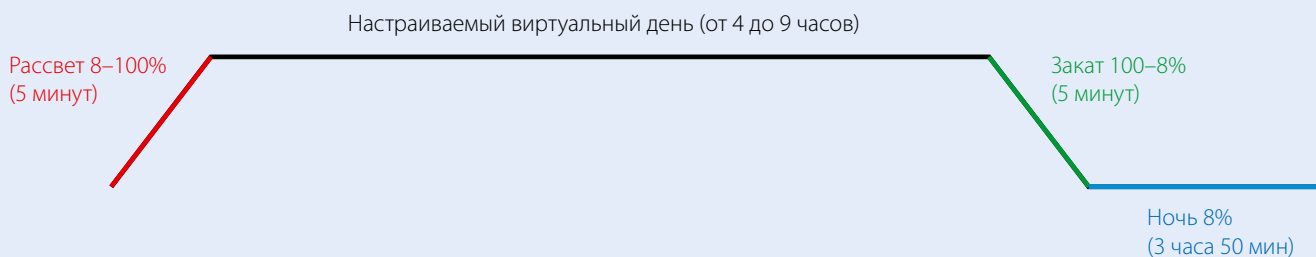 Настраиваемый виртуальный день (от 4 до 9 часов)
Рассвет 8–100%
(5 минут)
Закат 100–8%
(5 минут)
Ночь 8%
(3 часа 50 мин)